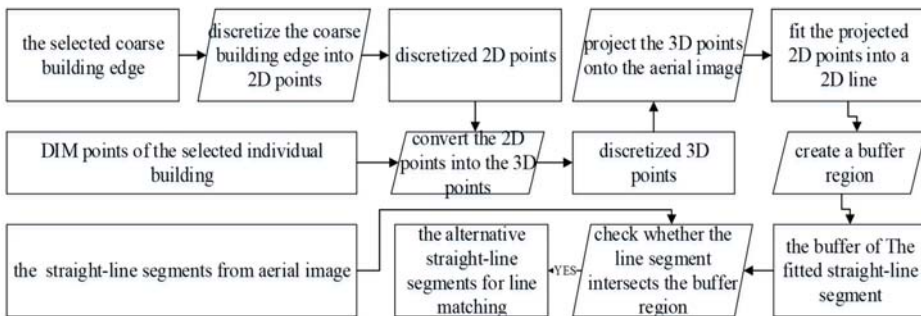 the selected coarse
building edge
discretize the coarse
building edge into
2D points
discretized 2D points
project the 3D points
onto the aerial image
fit the projected
2D points into a
2D line
DIM points of the selected individual
building
convert the 2D
points into the 3D
points
discretized 3D
points
create a buffer
region
the straight-line segments from aerial image
the alternative
straight-line
segments for line
matching
YES
check whether the
line segment
intersects the buffer
region
the buffer of The
fitted straight-line
segment